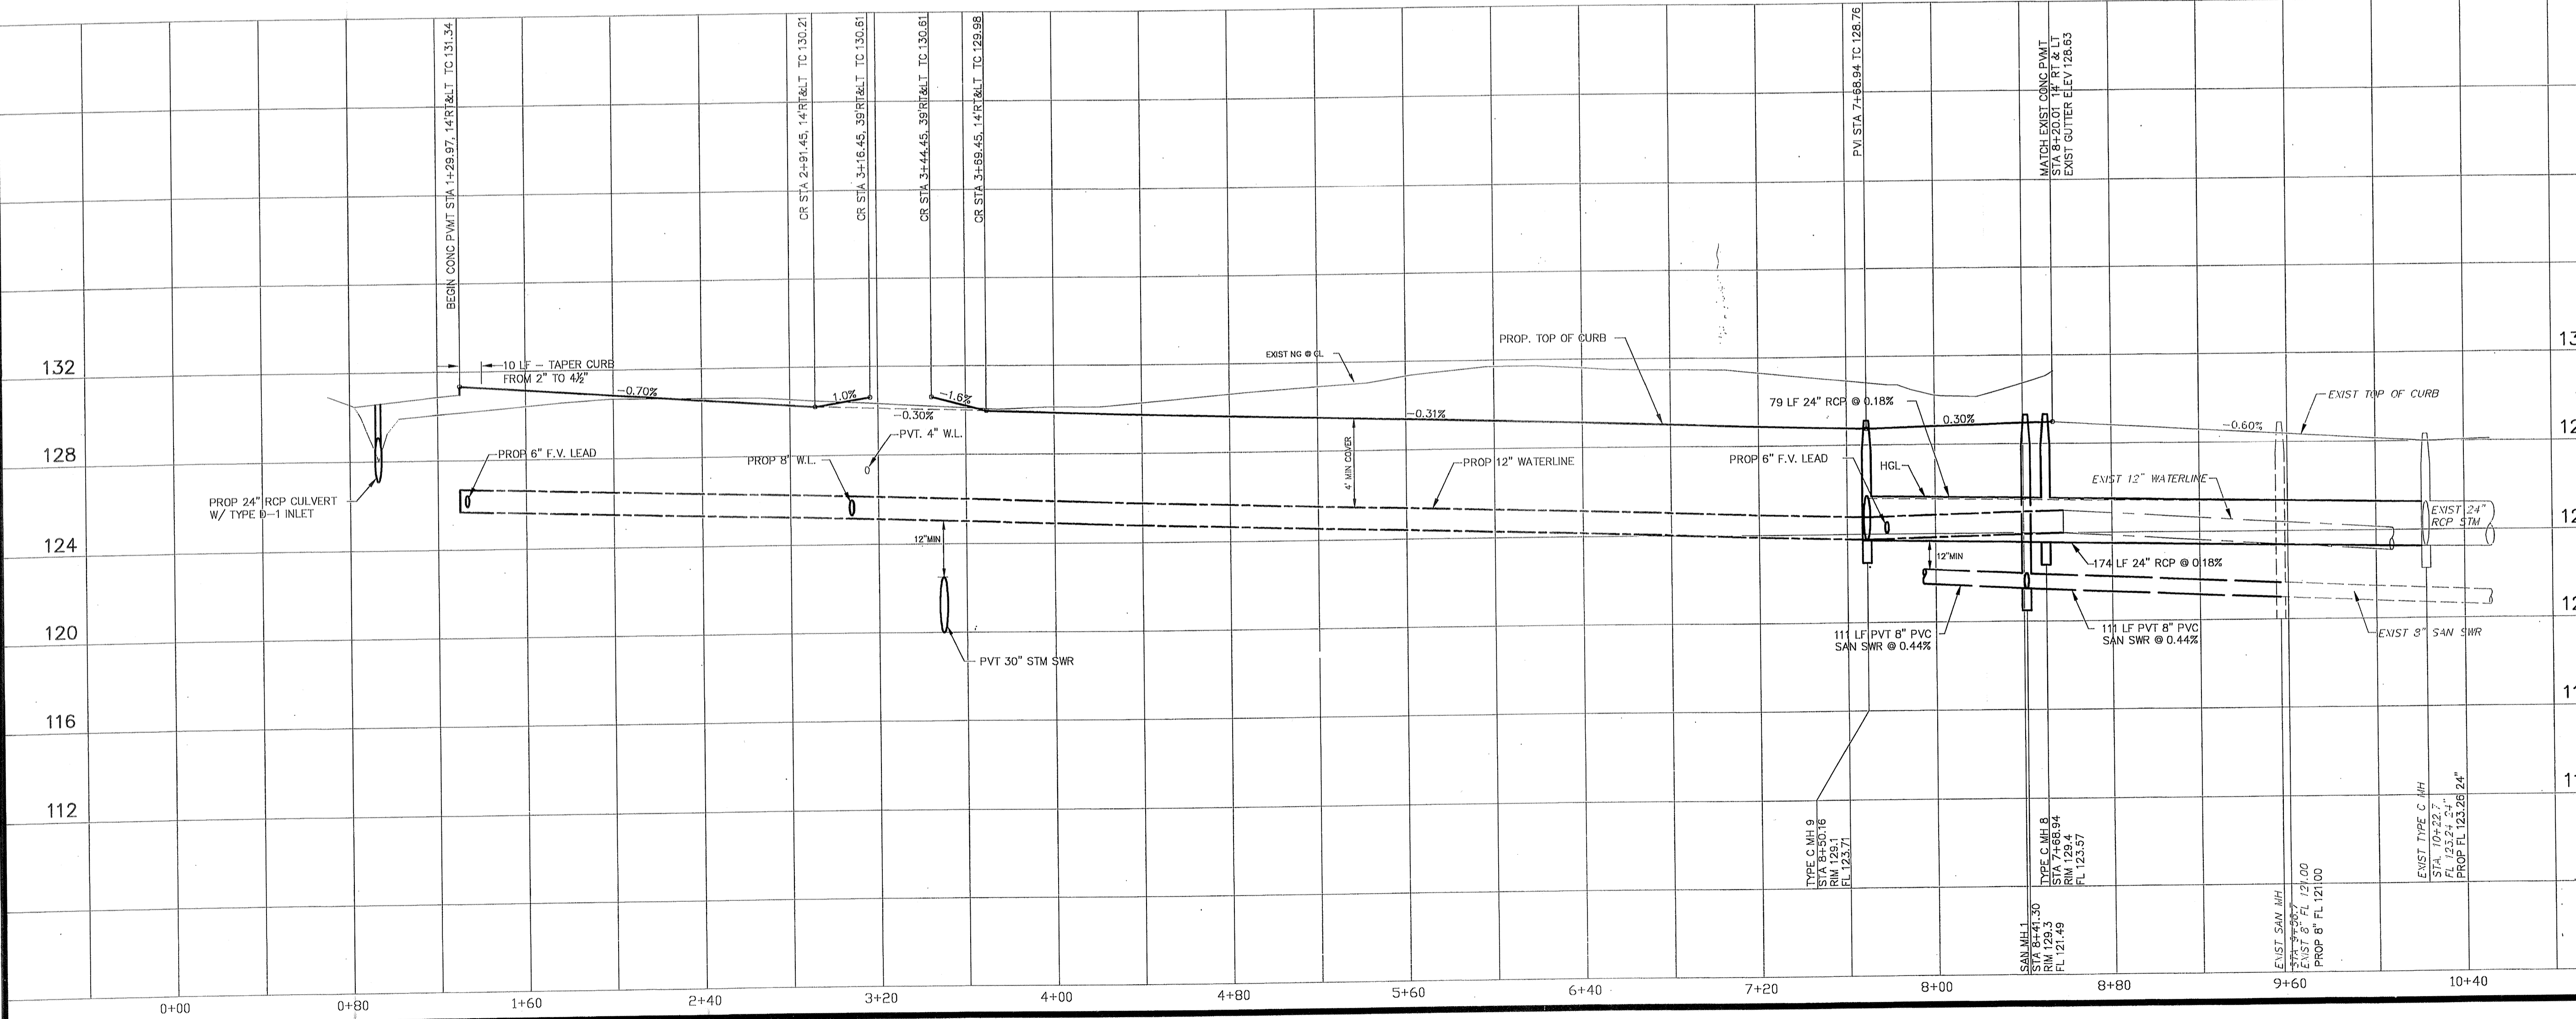 BEGIN CONC PVMT STA 1+29.97, 14'RT&LT TC 131.34
CR STA 2+91.45, 14'RT&LT TC 130.21
CR STA 3+16.45, 39'RT&LT TC 130.61
CR STA 3+44.45, 39'RT&LT TC 130.61
CR STA 3+69.45, 14'RT&LT TC 129.98
PVI STA 7+68.94 TC 128.76
MATCH EXIST CONC PVMT
STA 8+20.01 14' RT & LT
EXIST GUTTER ELEV 128.63
132
128
124
120
116
112
10 LF - TAPER CURB
FROM 2" TO 4½"
-0.70%
1.0%
-0.30%
-1.6%
EXIST NG @ CL
PROP. TOP OF CURB
-0.31%
79 LF 24" RCP @ 0.18%
0.30%
-0.60%
EXIST TOP OF CURB
PROP 6" F.V. LEAD
PROP 8" W.L.
PVT. 4" W.L.
4' MIN COVER
PROP 12" WATERLINE
PROP 6" F.V. LEAD
HGL
EXIST 12" WATERLINE
EXIST 24"
RCP STM
PROP 24" RCP CULVERT
W/ TYPE D-1 INLET
12"MIN
12"MIN
174 LF 24" RCP @ 0.18%
PVT 30" STM SWR
111 LF PVT 8" PVC
SAN SWR @ 0.44%
111 LF PVT 8" PVC
SAN SWR @ 0.44%
EXIST 8" SAN SWR
TYPE C MH 9
STA 8+50.16
RIM 129.1
FL 123.71
TYPE C MH 8
STA 7+68.94
RIM 129.4
FL 123.57
SAN MH 1
STA 8+41.30
RIM 129.3
FL 121.49
EXIST SAN MH
EXIST 8" FL 121.00
PROP 8" FL 121.00
EXIST TYPE C MH
STA. 10+22.7
FL 123.24 24"
PROP FL 123.26 24"
0+00
0+80
1+60
2+40
3+20
4+00
4+80
5+60
6+40
7+20
8+00
8+80
9+60
10+40